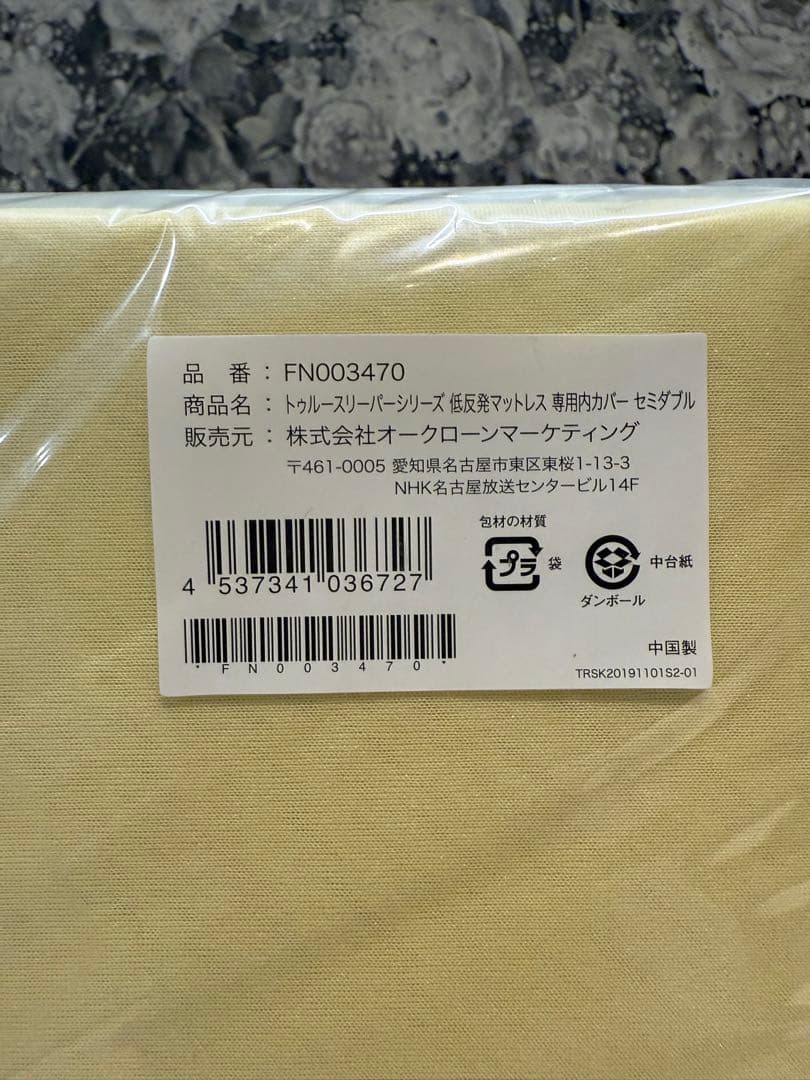 品番：FN003470
商品名：トゥルースリーパーシリーズ 低反発マットレス 専用内カバー セミダブル
販売元：株式会社オークローンマーケティング
〒461-0005 愛知県名古屋市東区東桜1-13-3
NHK名古屋放送センタービル14F
包材の材質
プラ 袋
中台紙
ダンボール
4 537341 036727
*FN003470*
中国製
TRSK20191101S2-01